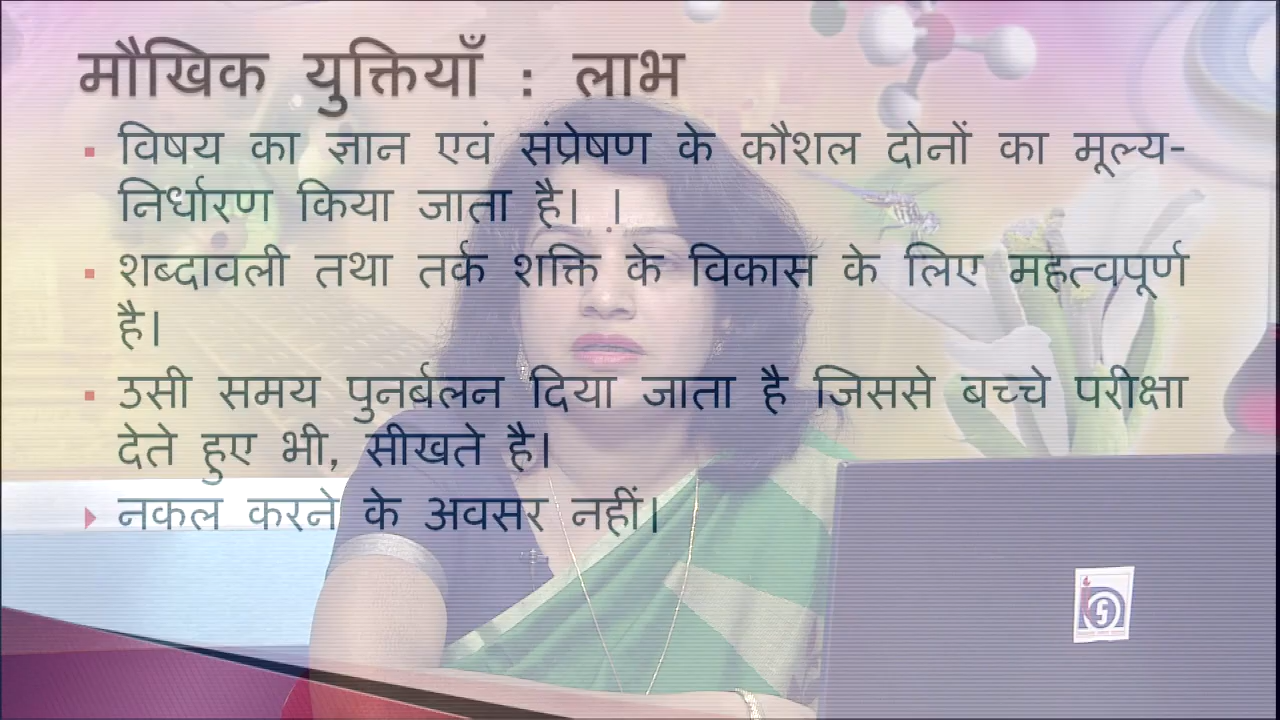 मौखिक युक्तियाँ : लाभ
विषय का ज्ञान एवं संप्रेषण के कौशल दोनों का मूल्य-
निर्धारण किया जाता है। ।
शब्दावली तथा तर्क शक्ति के विकास के लिए महत्वपूर्ण
है।
उसी समय पुनर्बलन दिया जाता है जिससे बच्चे परीक्षा
देते हुए भी, सीखते है।
नकल करने के अवसर नहीं।